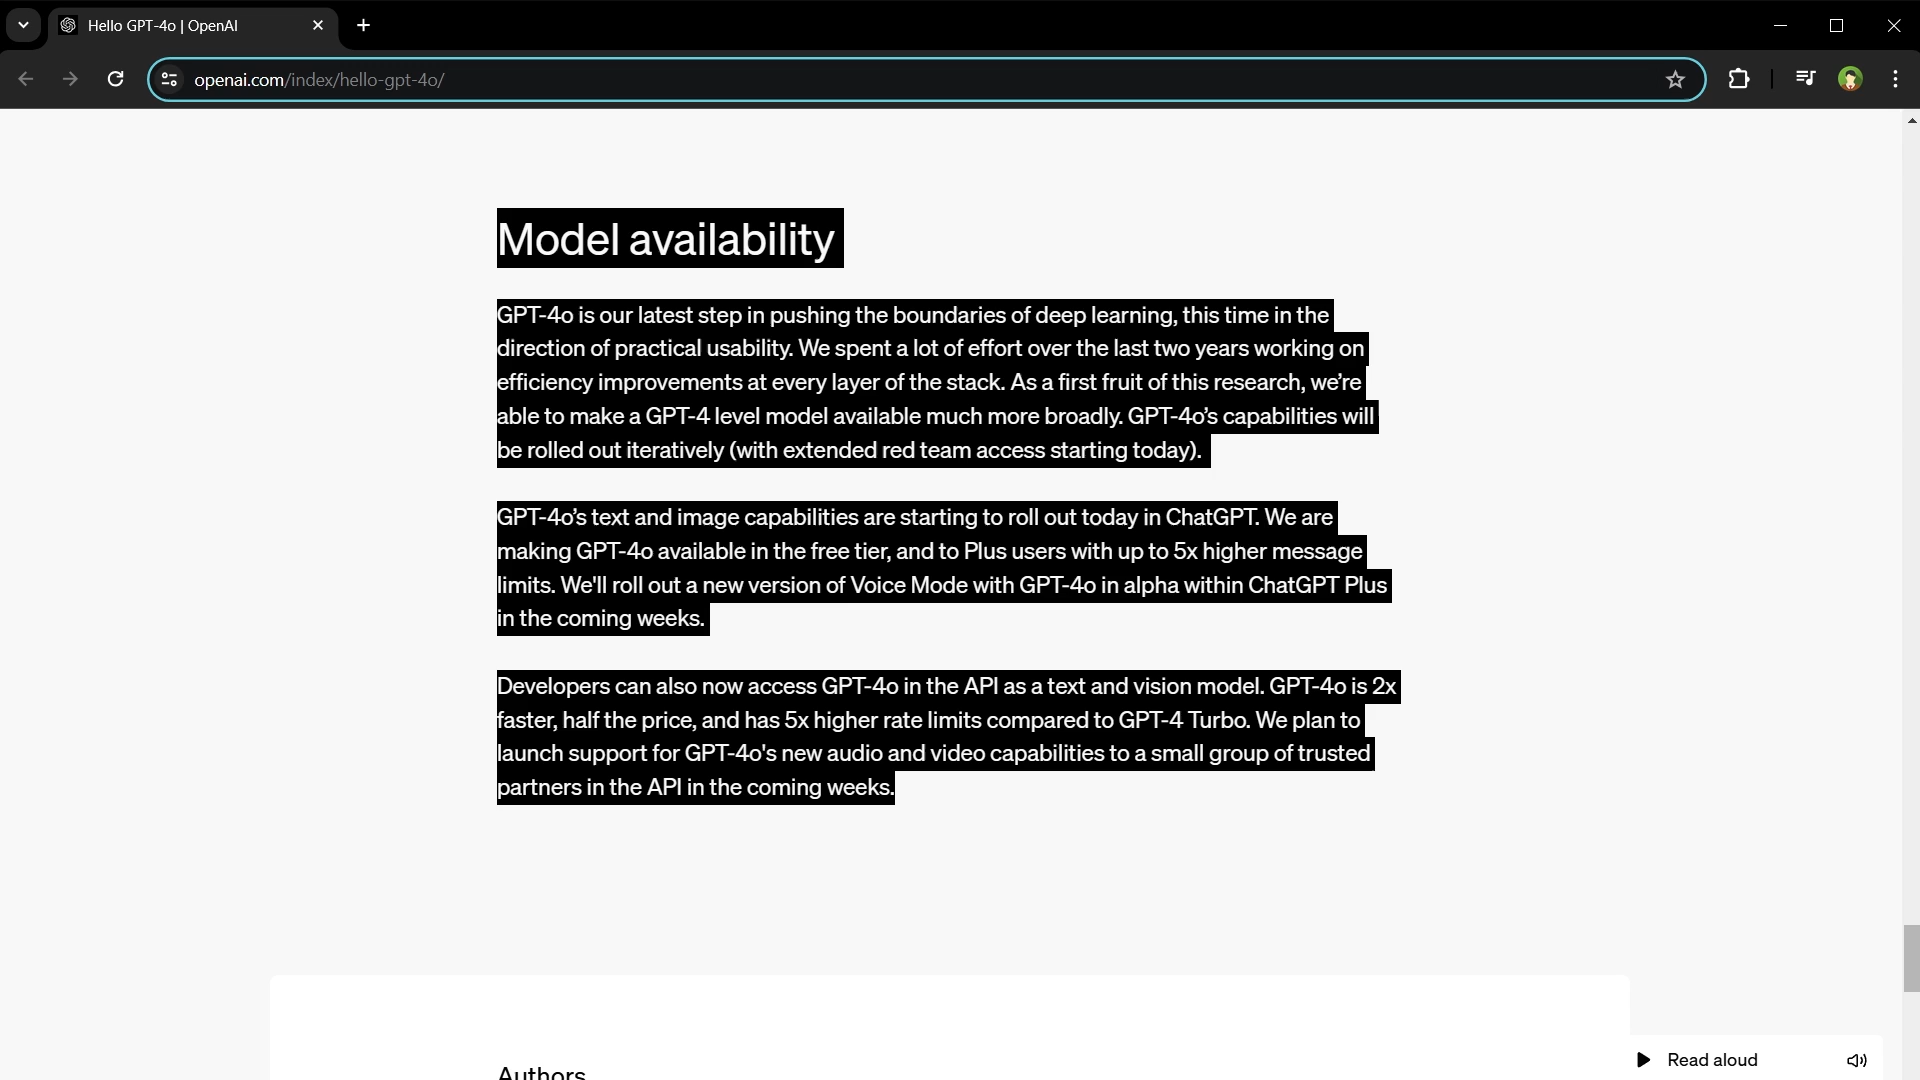 Hello GPT-4o | OpenAI
openai.com/index/hello-gpt-4o/
Model availability
GPT-4o is our latest step in pushing the boundaries of deep learning, this time in the
direction of practical usability. We spent a lot of effort over the last two years working on
efficiency improvements at every layer of the stack. As a first fruit of this research, we’re
able to make a GPT-4 level model available much more broadly. GPT-4o’s capabilities will
be rolled out iteratively (with extended red team access starting today).
GPT-4o’s text and image capabilities are starting to roll out today in ChatGPT. We are
making GPT-4o available in the free tier, and to Plus users with up to 5x higher message
limits. We'll roll out a new version of Voice Mode with GPT-4o in alpha within ChatGPT Plus
in the coming weeks.
Developers can also now access GPT-4o in the API as a text and vision model. GPT-4o is 2x
faster, half the price, and has 5x higher rate limits compared to GPT-4 Turbo. We plan to
launch support for GPT-4o's new audio and video capabilities to a small group of trusted
partners in the API in the coming weeks.
Authors
Read aloud